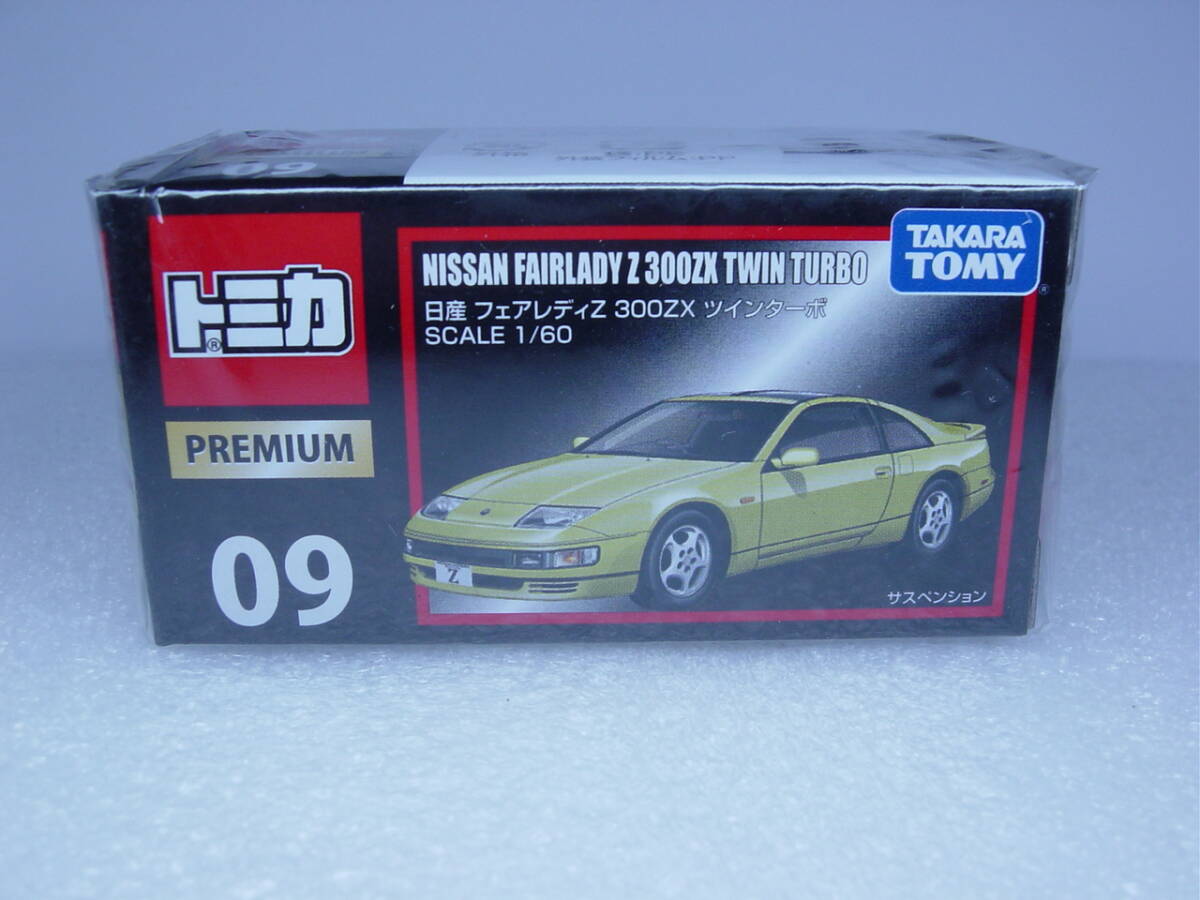 09
トミカ®
PREMIUM
09
NISSAN FAIRLADY Z 300ZX TWIN TURBO
日産 フェアレディZ 300ZX ツインターボ
SCALE 1/60
TAKARA
TOMY®
Z
サスペンション